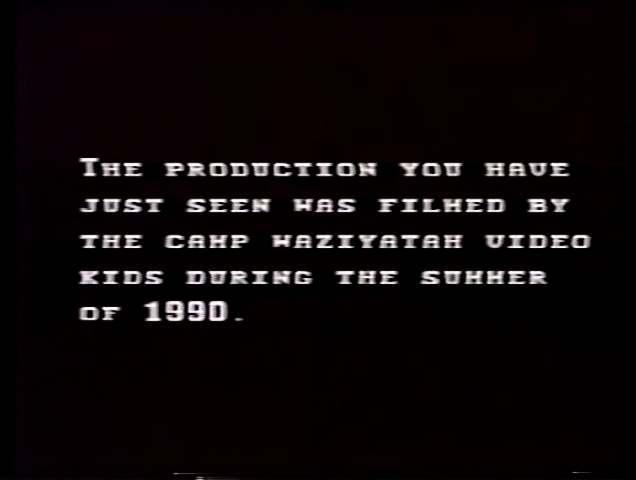 THE PRODUCTION YOU HAVE
JUST SEEN WAS FILMED BY
THE CAMP WAZIYATAH VIDEO
KIDS DURING THE SUMMER
OF 1990.